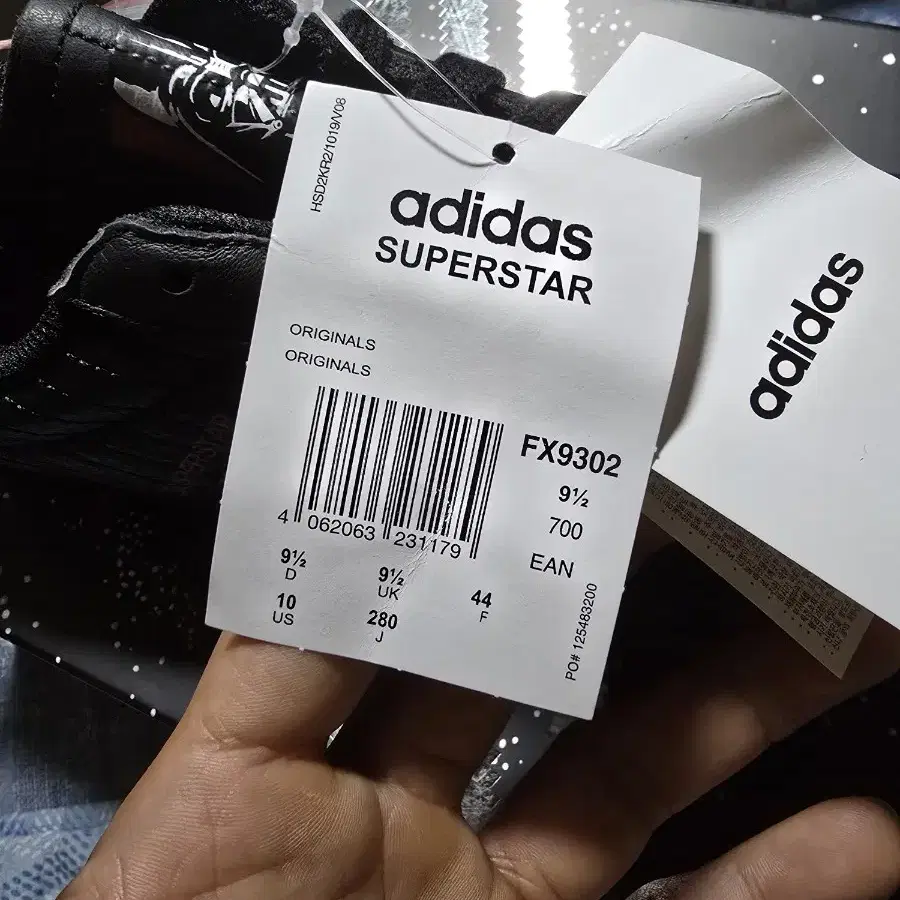 HSD2KR2/1019/V08
adidas
SUPERSTAR
ORIGINALS
ORIGINALS
FX9302
9½
700
EAN
4 062063 231179
9½ 9½ 44
D UK F
10 280
US J
PO# 125483200
adidas